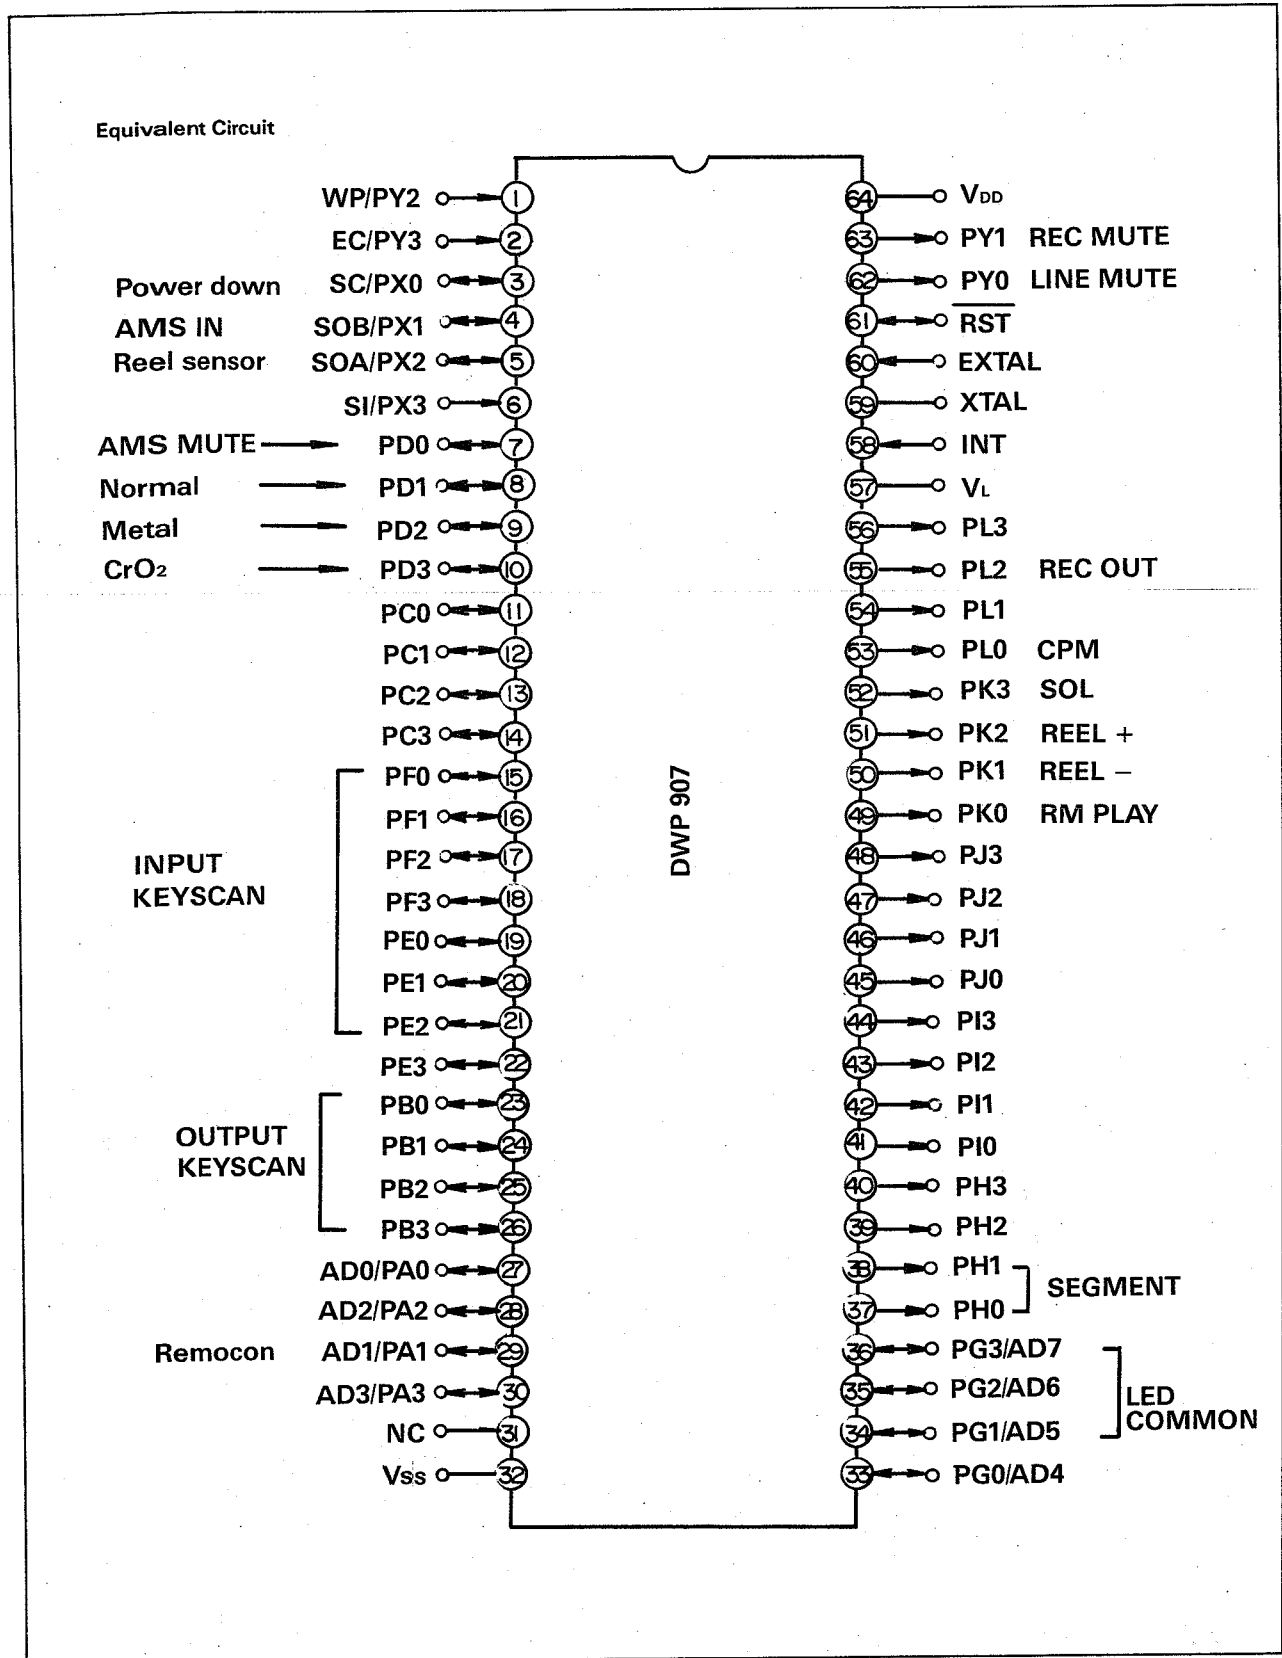 Equivalent Circuit
WP/PY2 1
EC/PY3 2
Power down SC/PX0 3
AMS IN SOB/PX1 4
Reel sensor SOA/PX2 5
SI/PX3 6
AMS MUTE PD0 7
Normal PD1 8
Metal PD2 9
CrO₂ PD3 10
PC0 11
PC1 12
PC2 13
PC3 14
PF0 15
PF1 16
PF2 17
PF3 18
PE0 19
PE1 20
PE2 21
INPUT
KEYSCAN
PE3 22
PB0 23
PB1 24
PB2 25
PB3 26
OUTPUT
KEYSCAN
AD0/PA0 27
AD2/PA2 28
Remocon AD1/PA1 29
AD3/PA3 30
NC 31
Vss 32
DWP 907
64 VDD
63 PY1 REC MUTE
62 PY0 LINE MUTE
61 R̅S̅T̅
60 EXTAL
59 XTAL
58 INT
57 VL
56 PL3
55 PL2 REC OUT
54 PL1
53 PL0 CPM
52 PK3 SOL
51 PK2 REEL +
50 PK1 REEL −
49 PK0 RM PLAY
48 PJ3
47 PJ2
46 PJ1
45 PJ0
44 PI3
43 PI2
42 PI1
41 PI0
40 PH3
39 PH2
38 PH1
37 PH0
SEGMENT
36 PG3/AD7
35 PG2/AD6
34 PG1/AD5
LED
COMMON
33 PG0/AD4